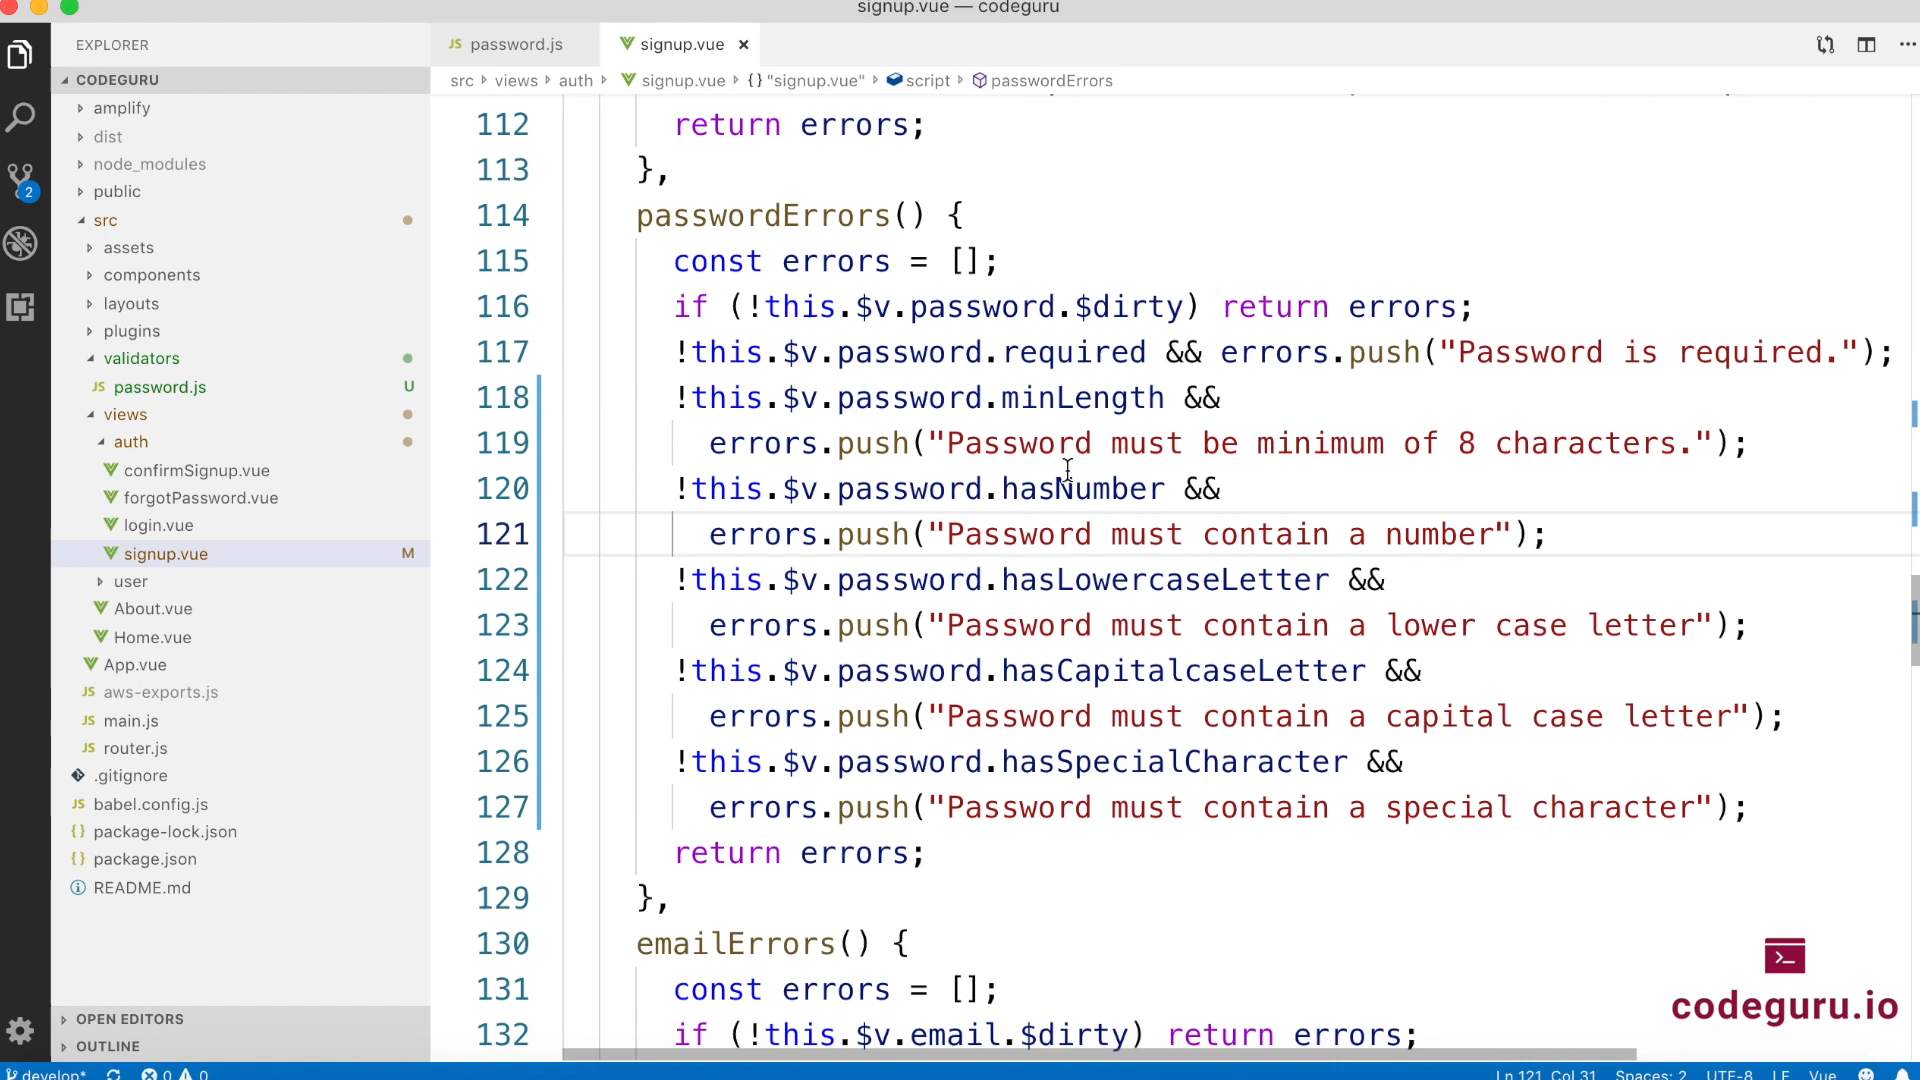 signup.vue — codeguru
EXPLORER
JS password.js
signup.vue ×
CODEGURU
src views auth signup.vue {} "signup.vue" script passwordErrors
amplify
dist
node_modules
public
src
assets
components
layouts
plugins
validators
JS password.js U
views
auth
confirmSignup.vue
forgotPassword.vue
login.vue
signup.vue M
user
About.vue
Home.vue
App.vue
JS aws-exports.js
JS main.js
JS router.js
.gitignore
JS babel.config.js
{} package-lock.json
{} package.json
README.md
OPEN EDITORS
OUTLINE
2
112 return errors;
113 },
114 passwordErrors() {
115 const errors = [];
116 if (!this.$v.password.$dirty) return errors;
117 !this.$v.password.required && errors.push("Password is required.");
118 !this.$v.password.minLength &&
119 errors.push("Password must be minimum of 8 characters.");
120 !this.$v.password.hasNumber &&
121 errors.push("Password must contain a number");
122 !this.$v.password.hasLowercaseLetter &&
123 errors.push("Password must contain a lower case letter");
124 !this.$v.password.hasCapitalcaseLetter &&
125 errors.push("Password must contain a capital case letter");
126 !this.$v.password.hasSpecialCharacter &&
127 errors.push("Password must contain a special character");
128 return errors;
129 },
130 emailErrors() {
131 const errors = [];
132 if (!this.$v.email.$dirty) return errors;
codeguru.io
develop* 0 0 Ln 121, Col 31 Spaces: 2 UTF-8 LF Vue